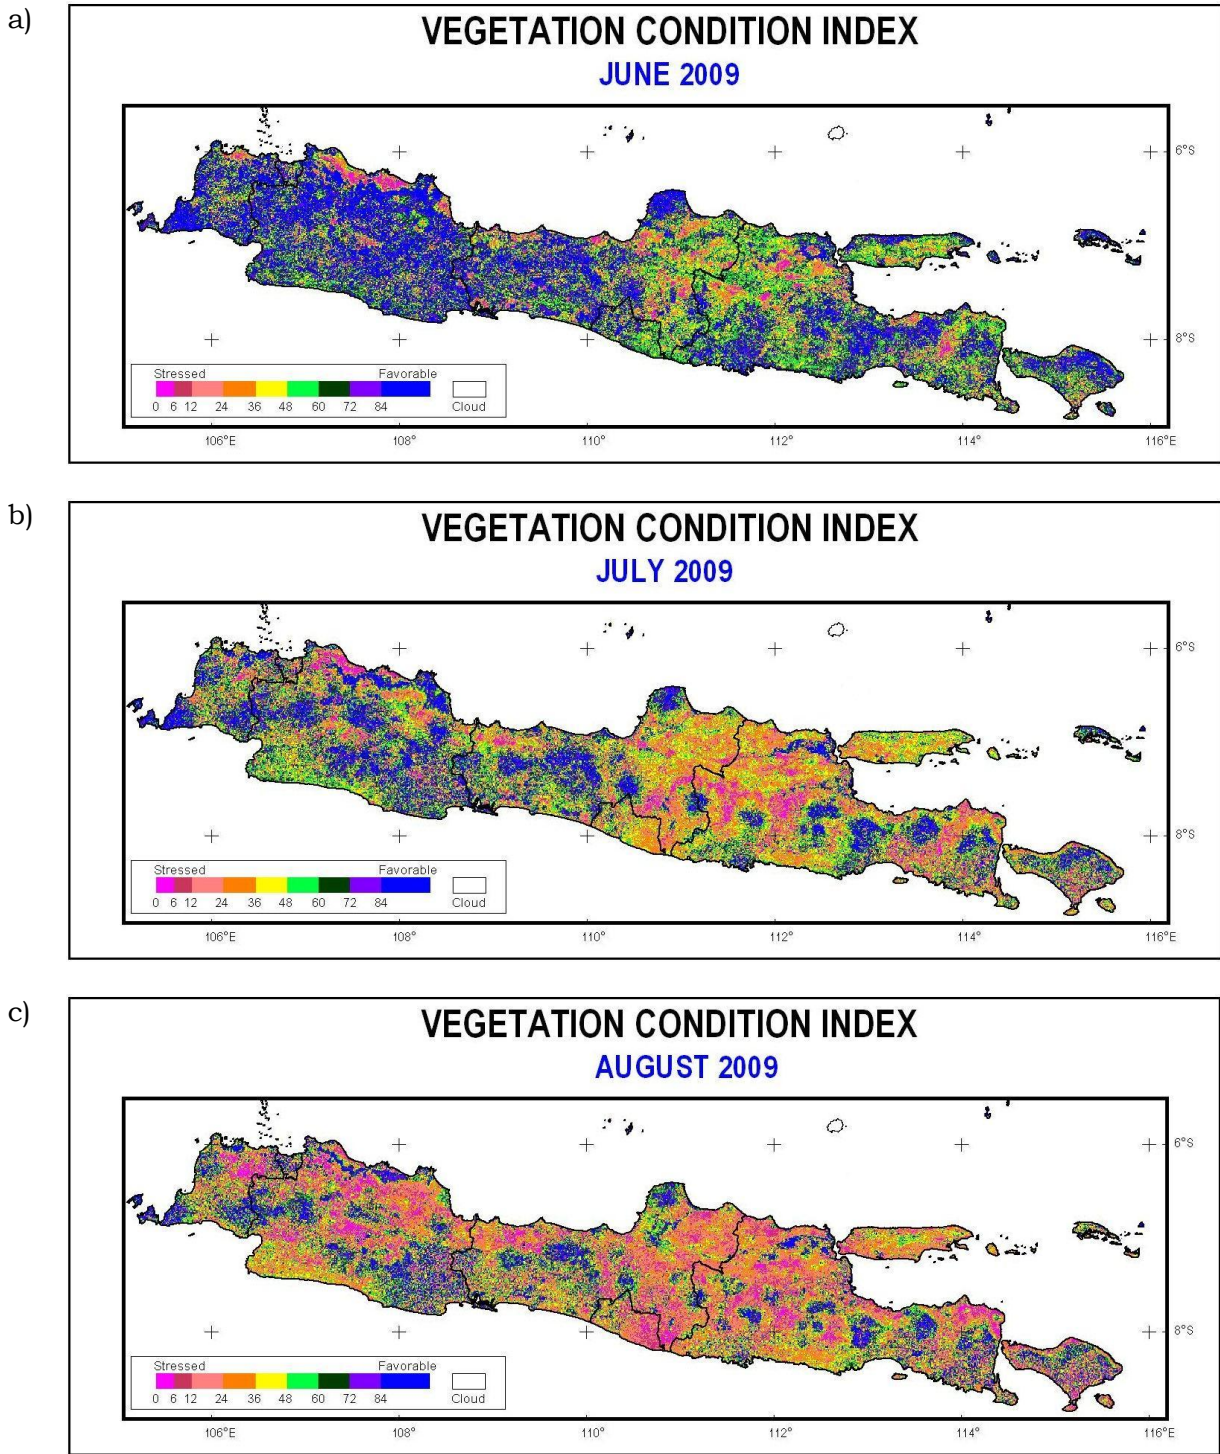 a)
VEGETATION CONDITION INDEX
JUNE 2009
6°S
8°S
Stressed Favorable
0 6 12 24 36 48 60 72 84 Cloud
106°E 108° 110° 112° 114° 116°E
b)
VEGETATION CONDITION INDEX
JULY 2009
6°S
8°S
Stressed Favorable
0 6 12 24 36 48 60 72 84 Cloud
106°E 108° 110° 112° 114° 116°E
c)
VEGETATION CONDITION INDEX
AUGUST 2009
6°S
8°S
Stressed Favorable
0 6 12 24 36 48 60 72 84 Cloud
106°E 108° 110° 112° 114° 116°E